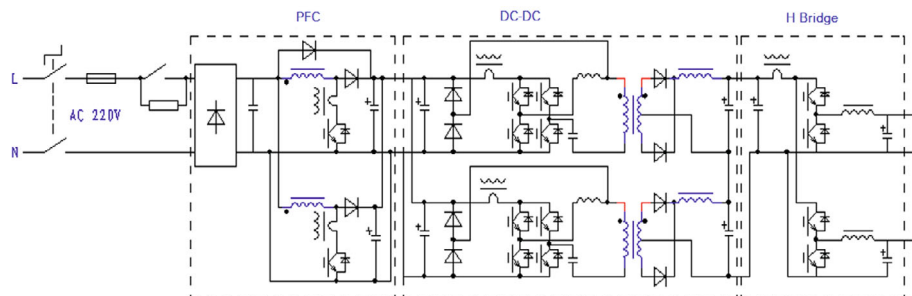 PFC
DC-DC
H Bridge
L
AC 220V
N